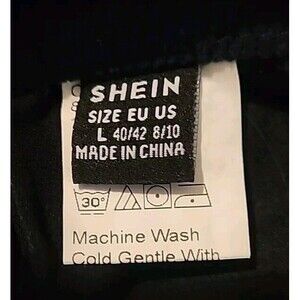 SHEIN
SIZE EU US
L 40/42 8/10
MADE IN CHINA
30°
Machine Wash
Cold Gentle With